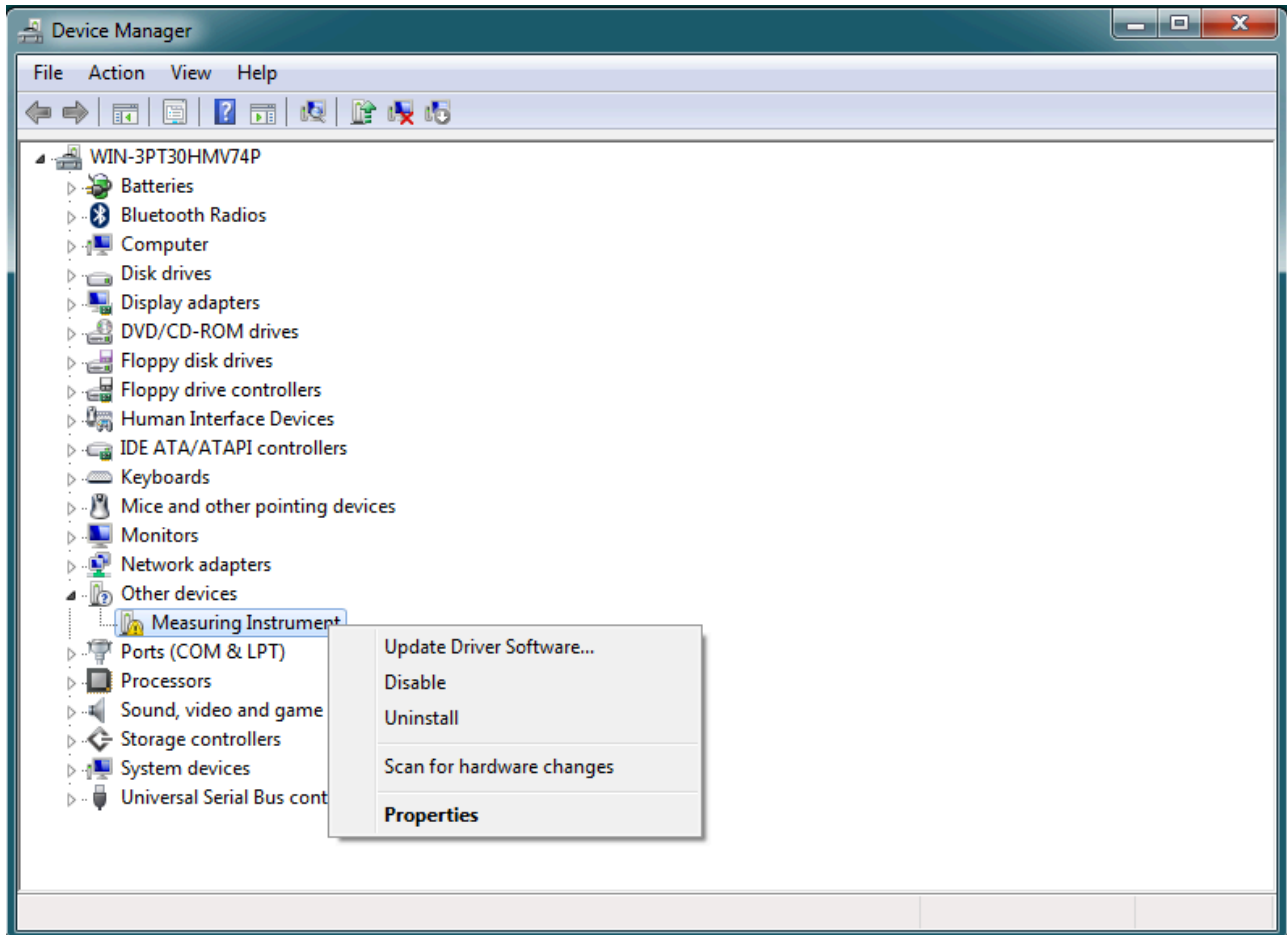 Device Manager
File Action View Help
WIN-3PT30HMV74P
Batteries
Bluetooth Radios
Computer
Disk drives
Display adapters
DVD/CD-ROM drives
Floppy disk drives
Floppy drive controllers
Human Interface Devices
IDE ATA/ATAPI controllers
Keyboards
Mice and other pointing devices
Monitors
Network adapters
Other devices
Measuring Instrument
Ports (COM & LPT)
Processors
Sound, video and game
Storage controllers
System devices
Universal Serial Bus cont
Update Driver Software...
Disable
Uninstall
Scan for hardware changes
Properties